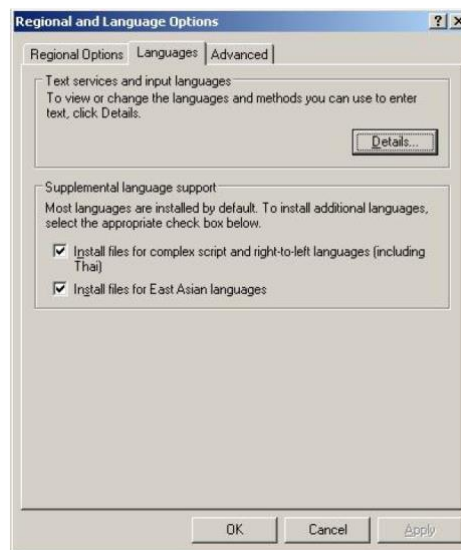 Regional and Language Options
Regional Options Languages Advanced
Text services and input languages
To view or change the languages and methods you can use to enter
text, click Details.
Details...
Supplemental language support
Most languages are installed by default. To install additional languages,
select the appropriate check box below.
Install files for complex script and right-to-left languages (including
Thai)
Install files for East Asian languages
OK Cancel Apply